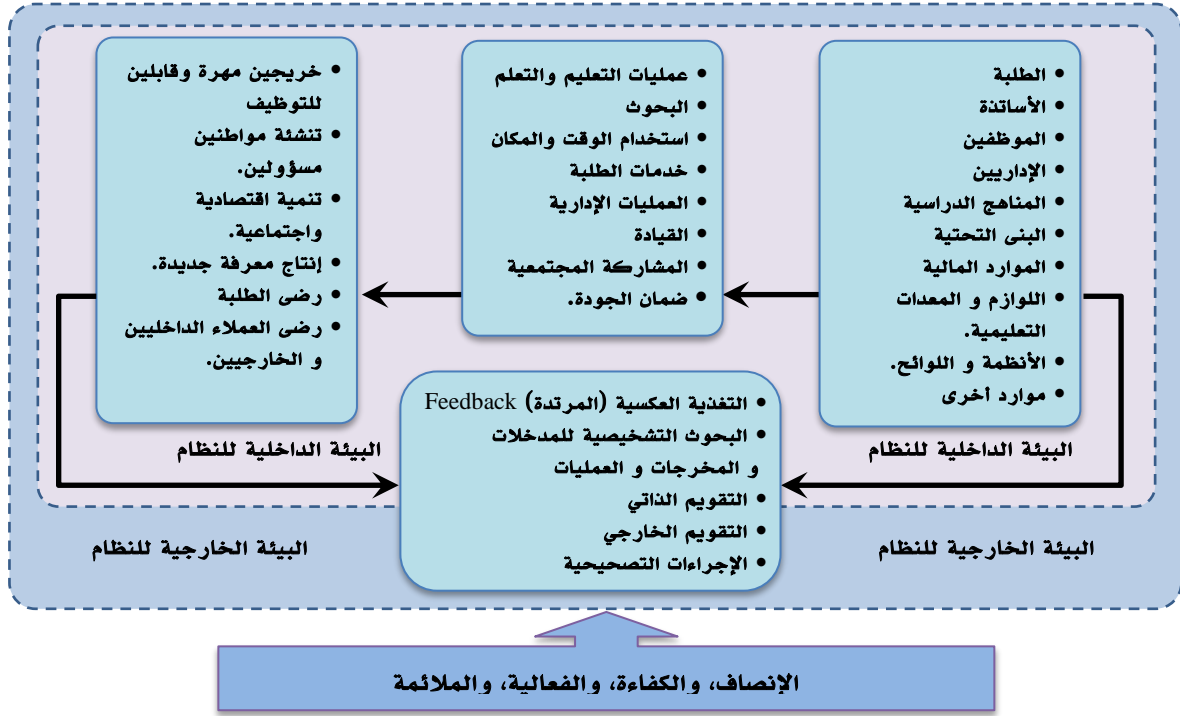 • الطلبة
• الأساتذة
• الموظفين
• الإداريين
• المناهج الدراسية
• البنى التحتية
• الموارد المالية
• اللوازم و المعدات
التعليمية.
• الأنظمة و اللوائح.
• موارد أخرى
• عمليات التعليم والتعلم
• البحوث
• استخدام الوقت والمكان
• خدمات الطلبة
• العمليات الإدارية
• القيادة
• المشاركة المجتمعية
• ضمان الجودة.
• خريجين مهرة وقابلين
للتوظيف
• تنشئة مواطنين
مسؤولين.
• تنمية اقتصادية
واجتماعية.
• إنتاج معرفة جديدة.
• رضى الطلبة
• رضى العملاء الداخليين
و الخارجيين.
• التغذية العكسية (المرتدة) Feedback
• البحوث التشخيصية للمدخلات
و المخرجات و العمليات
• التقويم الذاتي
• التقويم الخارجي
• الإجراءات التصحيحية
البيئة الداخلية للنظام
البيئة الداخلية للنظام
البيئة الخارجية للنظام
البيئة الخارجية للنظام
الإنصاف، والكفاءة، والفعالية، والملائمة